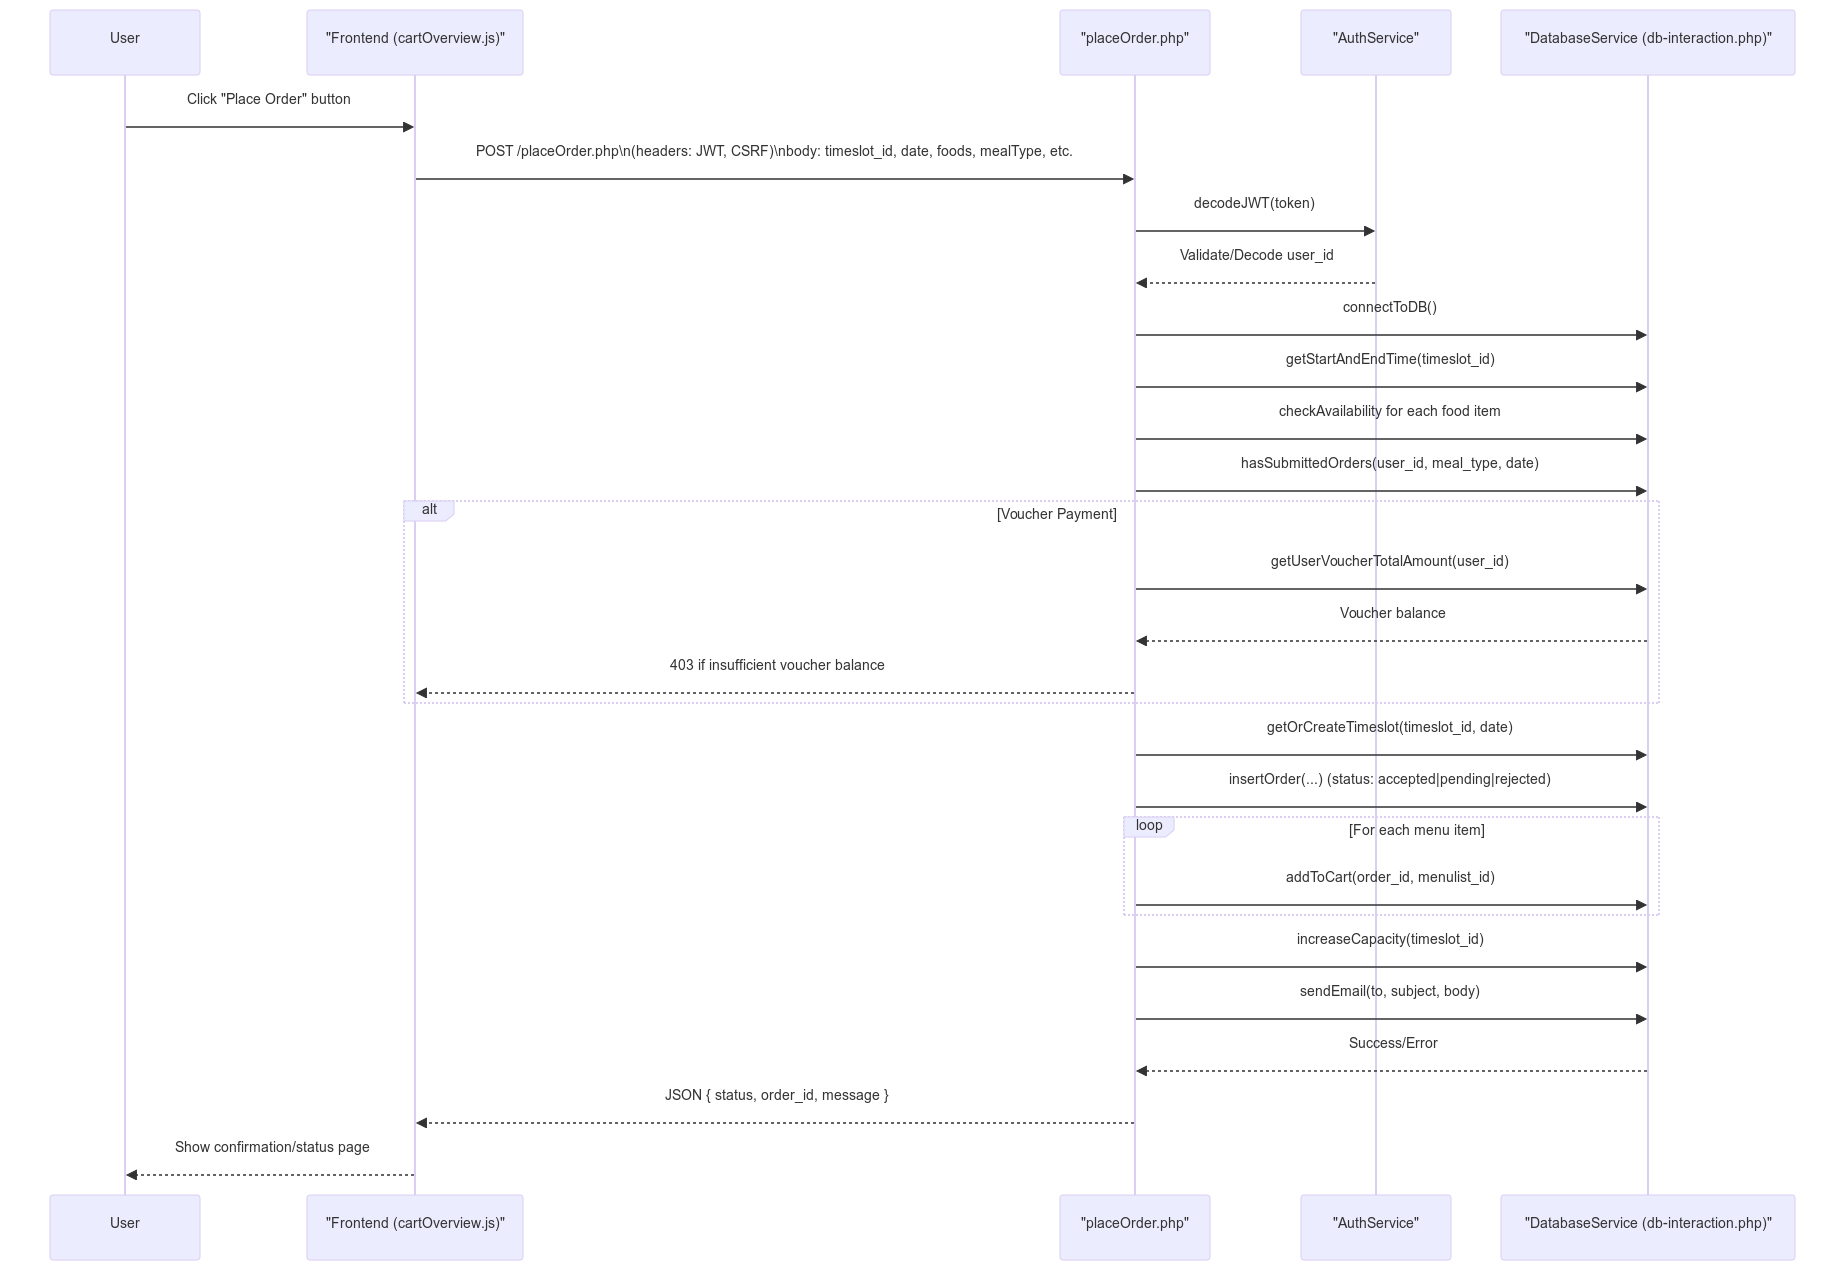 User
"Frontend (cartOverview.js)"
"placeOrder.php"
"AuthService"
"DatabaseService (db-interaction.php)"
Click "Place Order" button
POST /placeOrder.php\n(headers: JWT, CSRF)\nbody: timeslot_id, date, foods, mealType, etc.
decodeJWT(token)
Validate/Decode user_id
connectToDB()
getStartAndEndTime(timeslot_id)
checkAvailability for each food item
hasSubmittedOrders(user_id, meal_type, date)
alt
[Voucher Payment]
getUserVoucherTotalAmount(user_id)
Voucher balance
403 if insufficient voucher balance
getOrCreateTimeslot(timeslot_id, date)
insertOrder(...) (status: accepted|pending|rejected)
loop
[For each menu item]
addToCart(order_id, menulist_id)
increaseCapacity(timeslot_id)
sendEmail(to, subject, body)
Success/Error
JSON { status, order_id, message }
Show confirmation/status page
User
"Frontend (cartOverview.js)"
"placeOrder.php"
"AuthService"
"DatabaseService (db-interaction.php)"